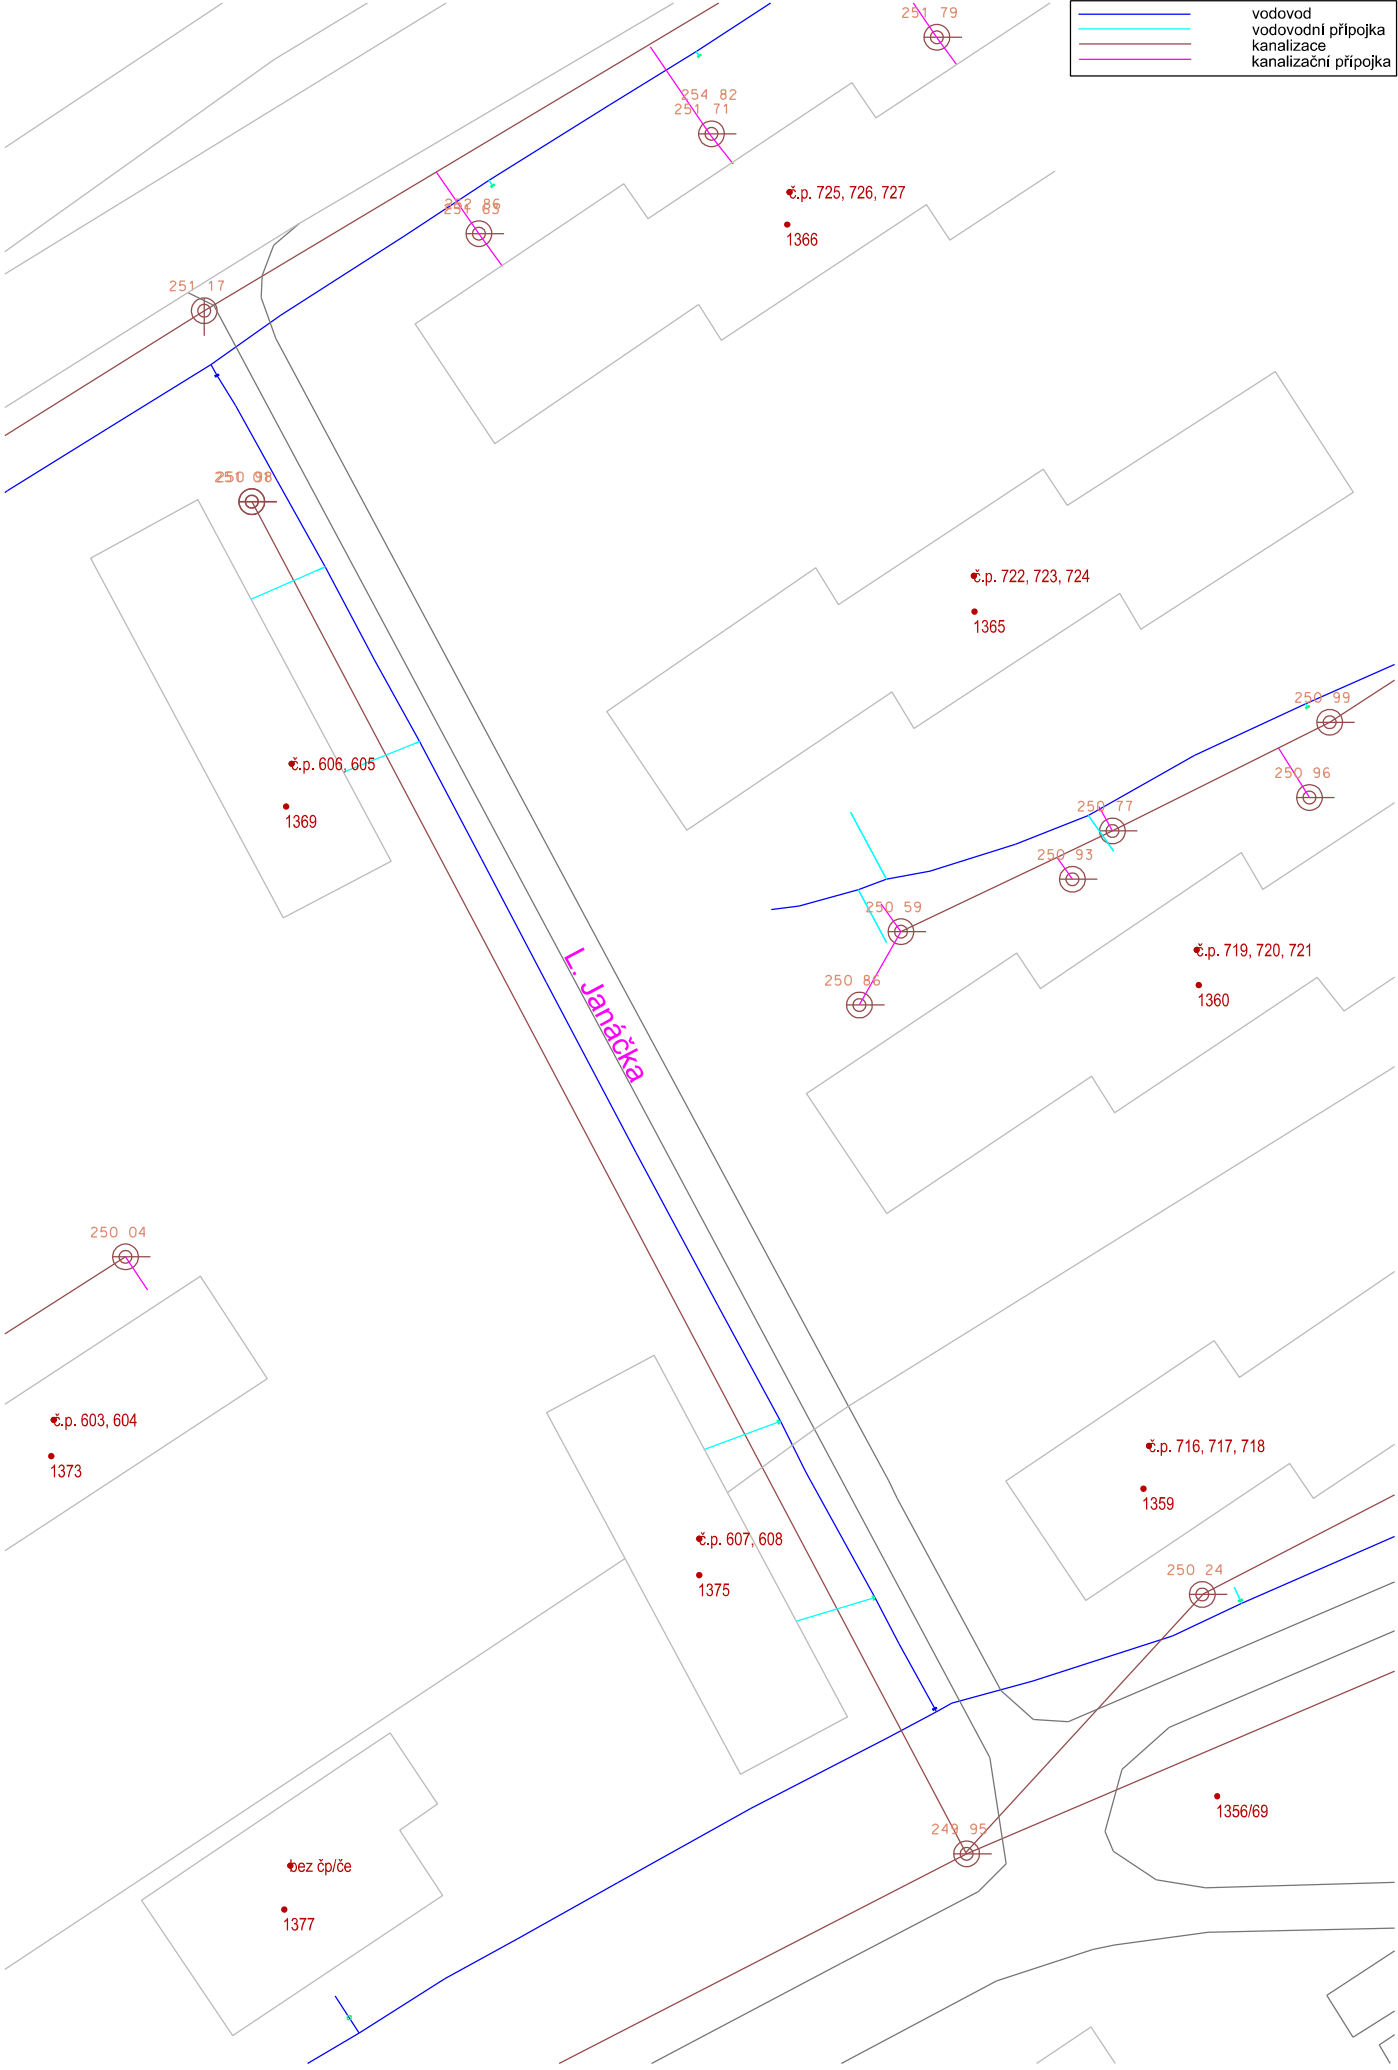 vodovod
vodovodní přípojka
kanalizace
kanalizační přípojka
251 79
254 82
251 71
č.p. 725, 726, 727
1366
251 17
č.p. 722, 723, 724
1365
250 99
č.p. 606, 605
1369
250 96
250 77
250 93
250 59
č.p. 719, 720, 721
1360
250 86
L. Janáčka
250 04
č.p. 603, 604
1373
č.p. 716, 717, 718
1359
č.p. 607, 608
1375
250 24
1356/69
249 95
bez čp/če
1377